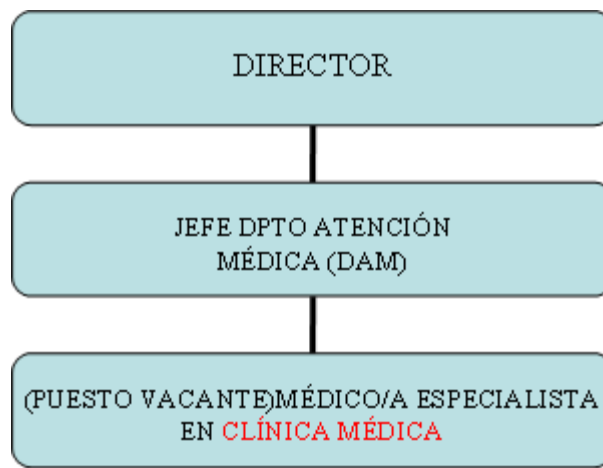 DIRECTOR
JEFE DPTO ATENCIÓN
MÉDICA (DAM)
(PUESTO VACANTE)MÉDICO/A ESPECIALISTA
EN CLÍNICA MÉDICA